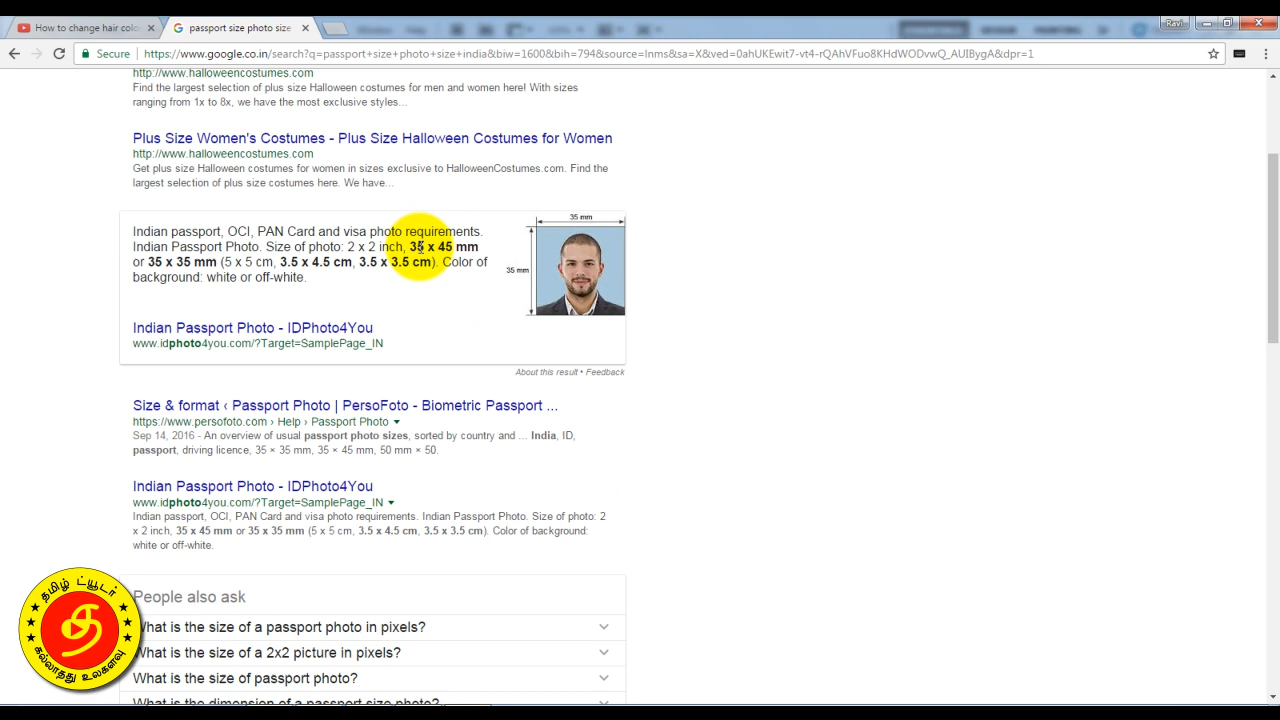 How to change hair colo
passport size photo size
Ravi
Secure
https://www.google.co.in/search?q=passport+size+photo+size+india&biw=1600&bih=794&source=lnms&sa=X&ved=0ahUKEwit7-vt4-rQAhVFuo8KHdWODvwQ_AUIBygA&dpr=1
http://www.halloweencostumes.com
Find the largest selection of plus size Halloween costumes for men and women here! With sizes
ranging from 1x to 8x, we have the most exclusive styles...
Plus Size Women's Costumes - Plus Size Halloween Costumes for Women
http://www.halloweencostumes.com
Get plus size Halloween costumes for women in sizes exclusive to HalloweenCostumes.com. Find the
largest selection of plus size costumes here. We have...
Indian passport, OCI, PAN Card and visa photo requirements.
Indian Passport Photo. Size of photo: 2 x 2 inch, 35 x 45 mm
or 35 x 35 mm (5 x 5 cm, 3.5 x 4.5 cm, 3.5 x 3.5 cm). Color of
background: white or off-white.
35 mm
35 mm
Indian Passport Photo - IDPhoto4You
www.idphoto4you.com/?Target=SamplePage_IN
About this result • Feedback
Size & format ‹ Passport Photo | PersoFoto - Biometric Passport ...
https://www.persofoto.com › Help › Passport Photo
Sep 14, 2016 - An overview of usual passport photo sizes, sorted by country and ... India, ID,
passport, driving licence, 35 × 35 mm, 35 × 45 mm, 50 mm × 50.
Indian Passport Photo - IDPhoto4You
www.idphoto4you.com/?Target=SamplePage_IN
Indian passport, OCI, PAN Card and visa photo requirements. Indian Passport Photo. Size of photo: 2
x 2 inch, 35 x 45 mm or 35 x 35 mm (5 x 5 cm, 3.5 x 4.5 cm, 3.5 x 3.5 cm). Color of background:
white or off-white.
People also ask
What is the size of a passport photo in pixels?
What is the size of a 2x2 picture in pixels?
What is the size of passport photo?
What is the dimension of a passport size photo?
தமிழ் ட்யூடர்
த
கல்லாதது உலகளவு